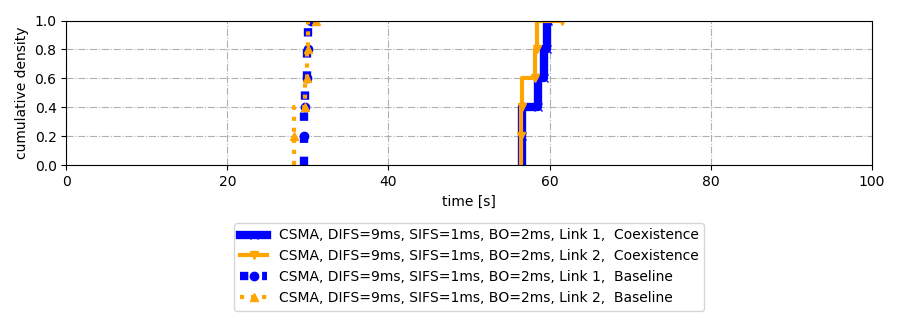 cumulative density
1.0
0.8
0.6
0.4
0.2
0.0
0 20 40 60 80 100
time [s]
CSMA, DIFS=9ms, SIFS=1ms, BO=2ms, Link 1, Coexistence
CSMA, DIFS=9ms, SIFS=1ms, BO=2ms, Link 2, Coexistence
CSMA, DIFS=9ms, SIFS=1ms, BO=2ms, Link 1, Baseline
CSMA, DIFS=9ms, SIFS=1ms, BO=2ms, Link 2, Baseline